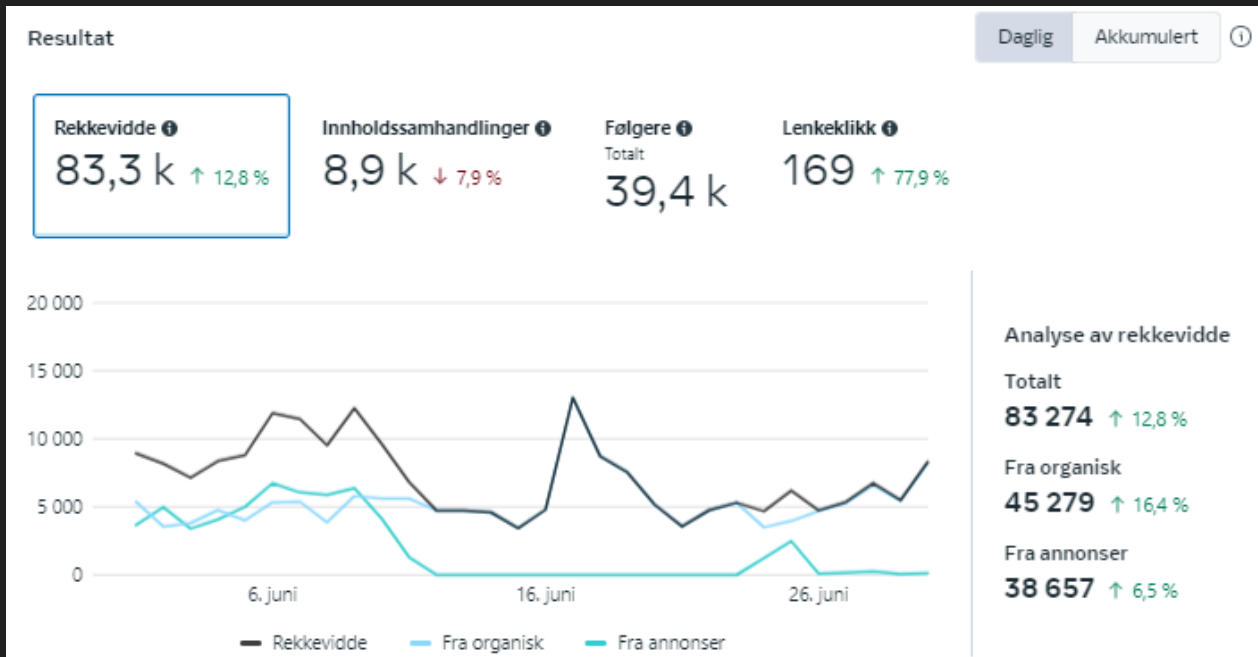 Resultat
Daglig
Akkumulert
Rekkevidde
83,3 k ↑ 12,8 %
Innholdssamhandlinger
8,9 k ↓ 7,9 %
Følgere
Totalt
39,4 k
Lenkeklikk
169 ↑ 77,9 %
20 000
15 000
10 000
5 000
0
6. juni
16. juni
26. juni
Rekkevidde
Fra organisk
Fra annonser
Analyse av rekkevidde
Totalt
83 274 ↑ 12,8 %
Fra organisk
45 279 ↑ 16,4 %
Fra annonser
38 657 ↑ 6,5 %